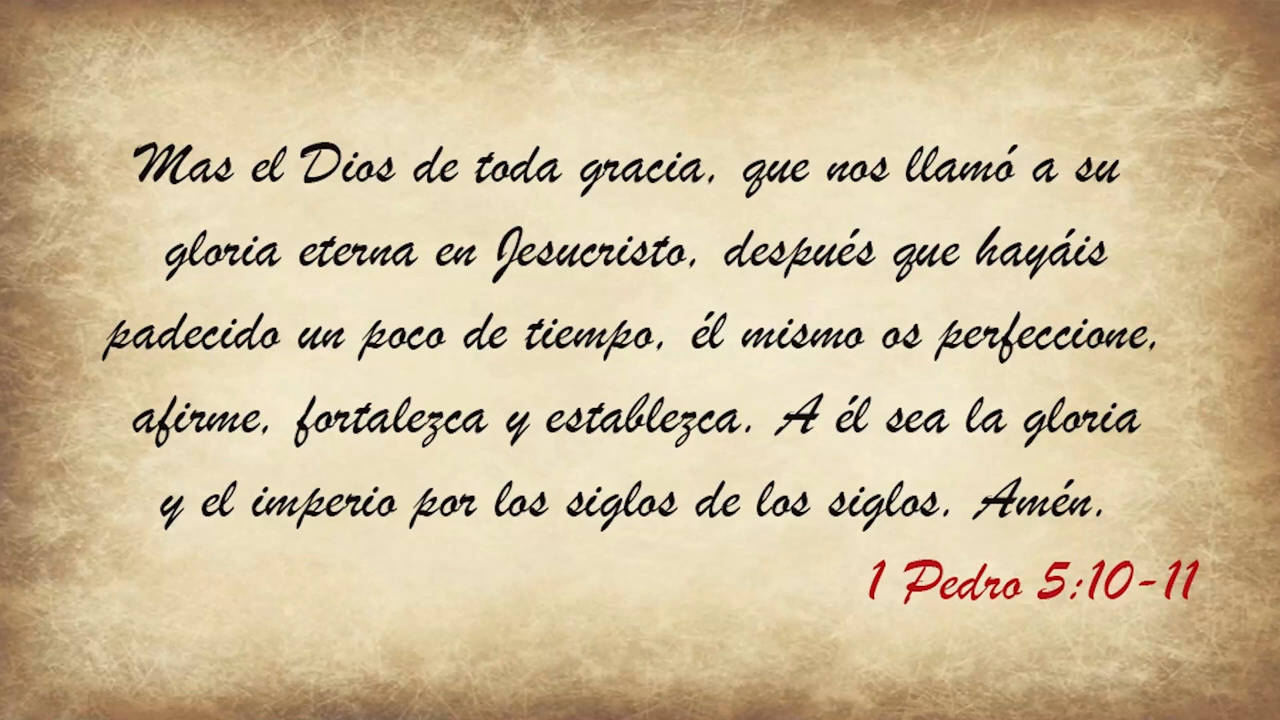 Mas el Dios de toda gracia, que nos llamó a su
gloria eterna en Jesucristo, después que hayáis
padecido un poco de tiempo, él mismo os perfeccione,
afirme, fortalezca y establezca. A él sea la gloria
y el imperio por los siglos de los siglos. Amén.
1 Pedro 5:10-11